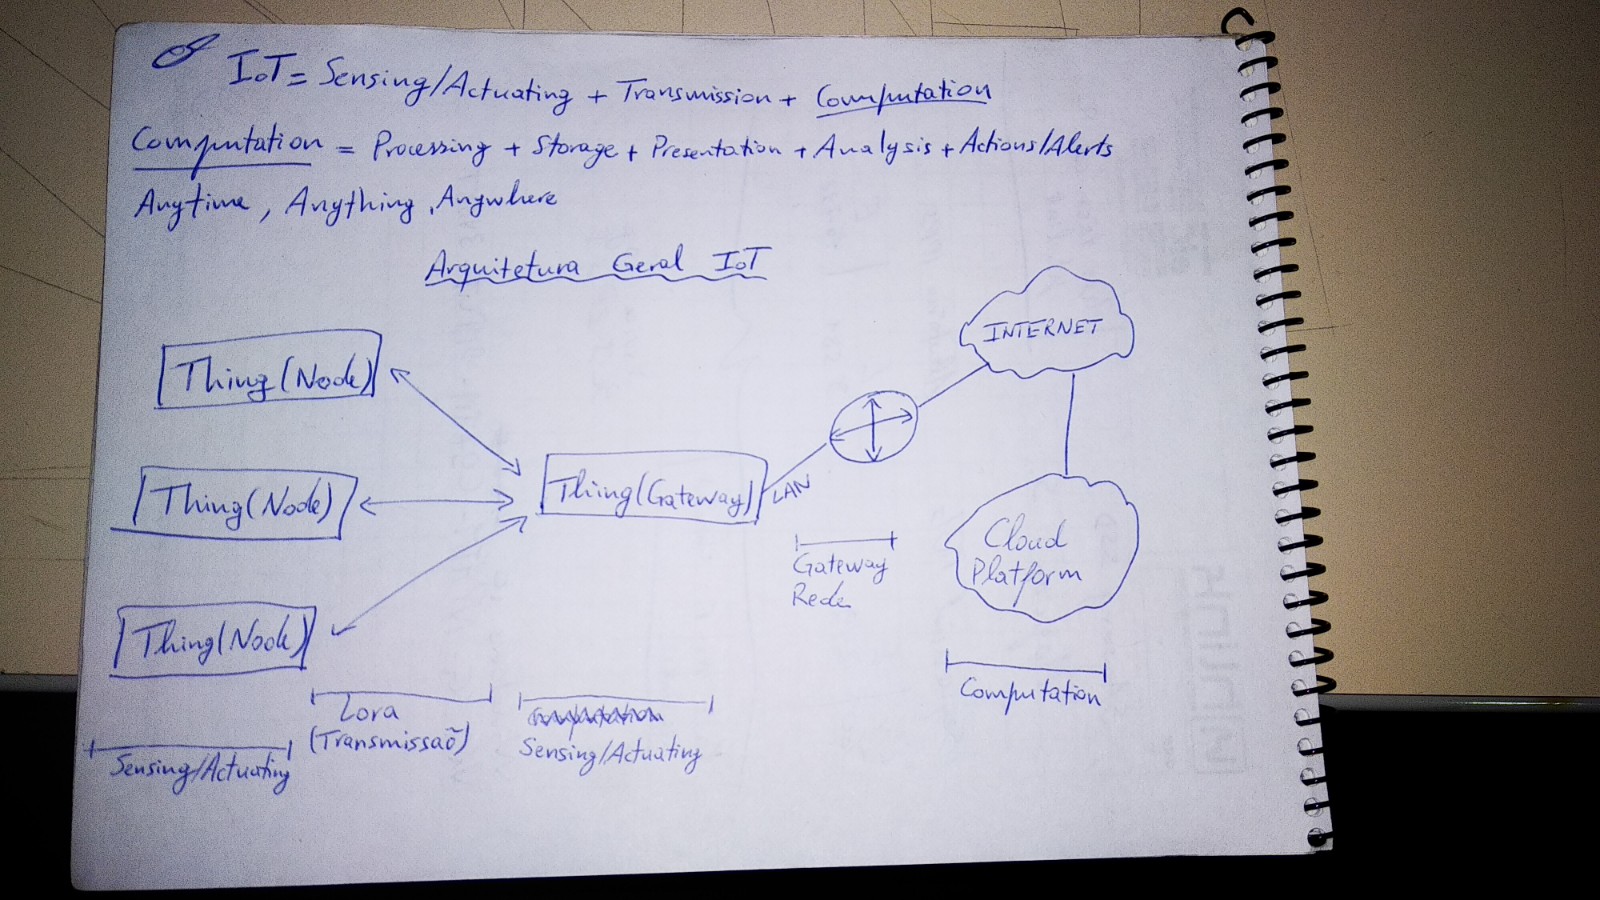 IoT = Sensing/Actuating + Transmission + Computation
Computation = Processing + Storage + Presentation + Analysis + Actions/Alerts
Anytime, Anything, Anywhere
Arquitetura Geral IoT
INTERNET
Thing (Node)
Thing (Node)
Thing (Gateway)
LAN
Cloud
Platform
Gateway
Rede
Thing (Node)
Computation
Lora
(Transmissaõ)
Sensing/Actuating
Sensing/Actuating